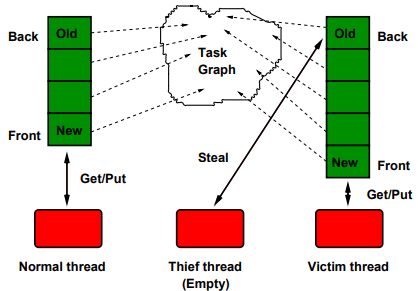 Back
Old
Task
Graph
Old
Back
Front
New
Steal
New
Front
Get/Put
Get/Put
Normal thread
Thief thread
(Empty)
Victim thread